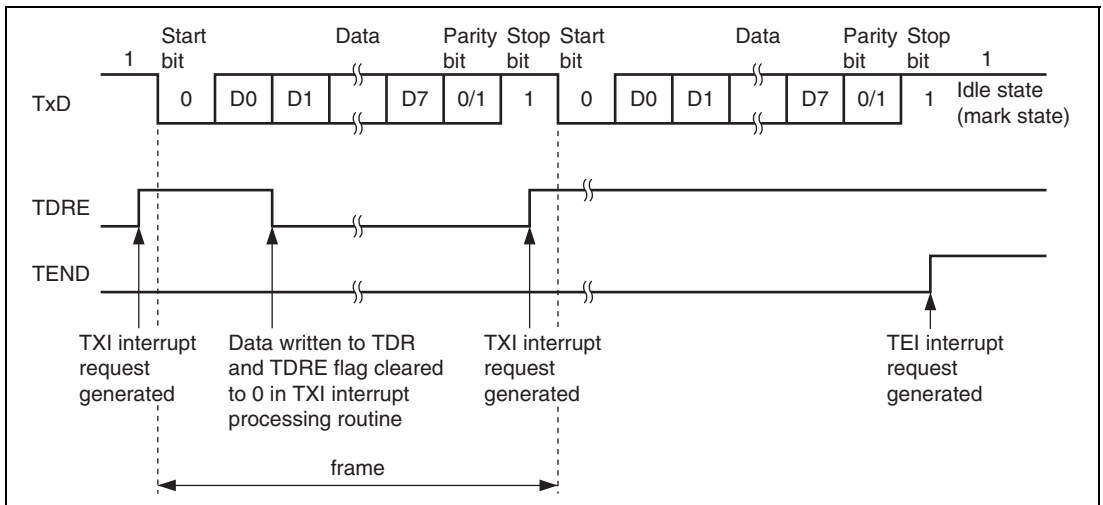 Start Data Parity Stop Start Data Parity Stop
1 bit bit bit bit bit bit 1
TxD 0 D0 D1 D7 0/1 1 0 D0 D1 D7 0/1 1 Idle state
(mark state)
TDRE
TEND
TXI interrupt
request
generated
Data written to TDR
and TDRE flag cleared
to 0 in TXI interrupt
processing routine
TXI interrupt
request
generated
TEI interrupt
request
generated
frame